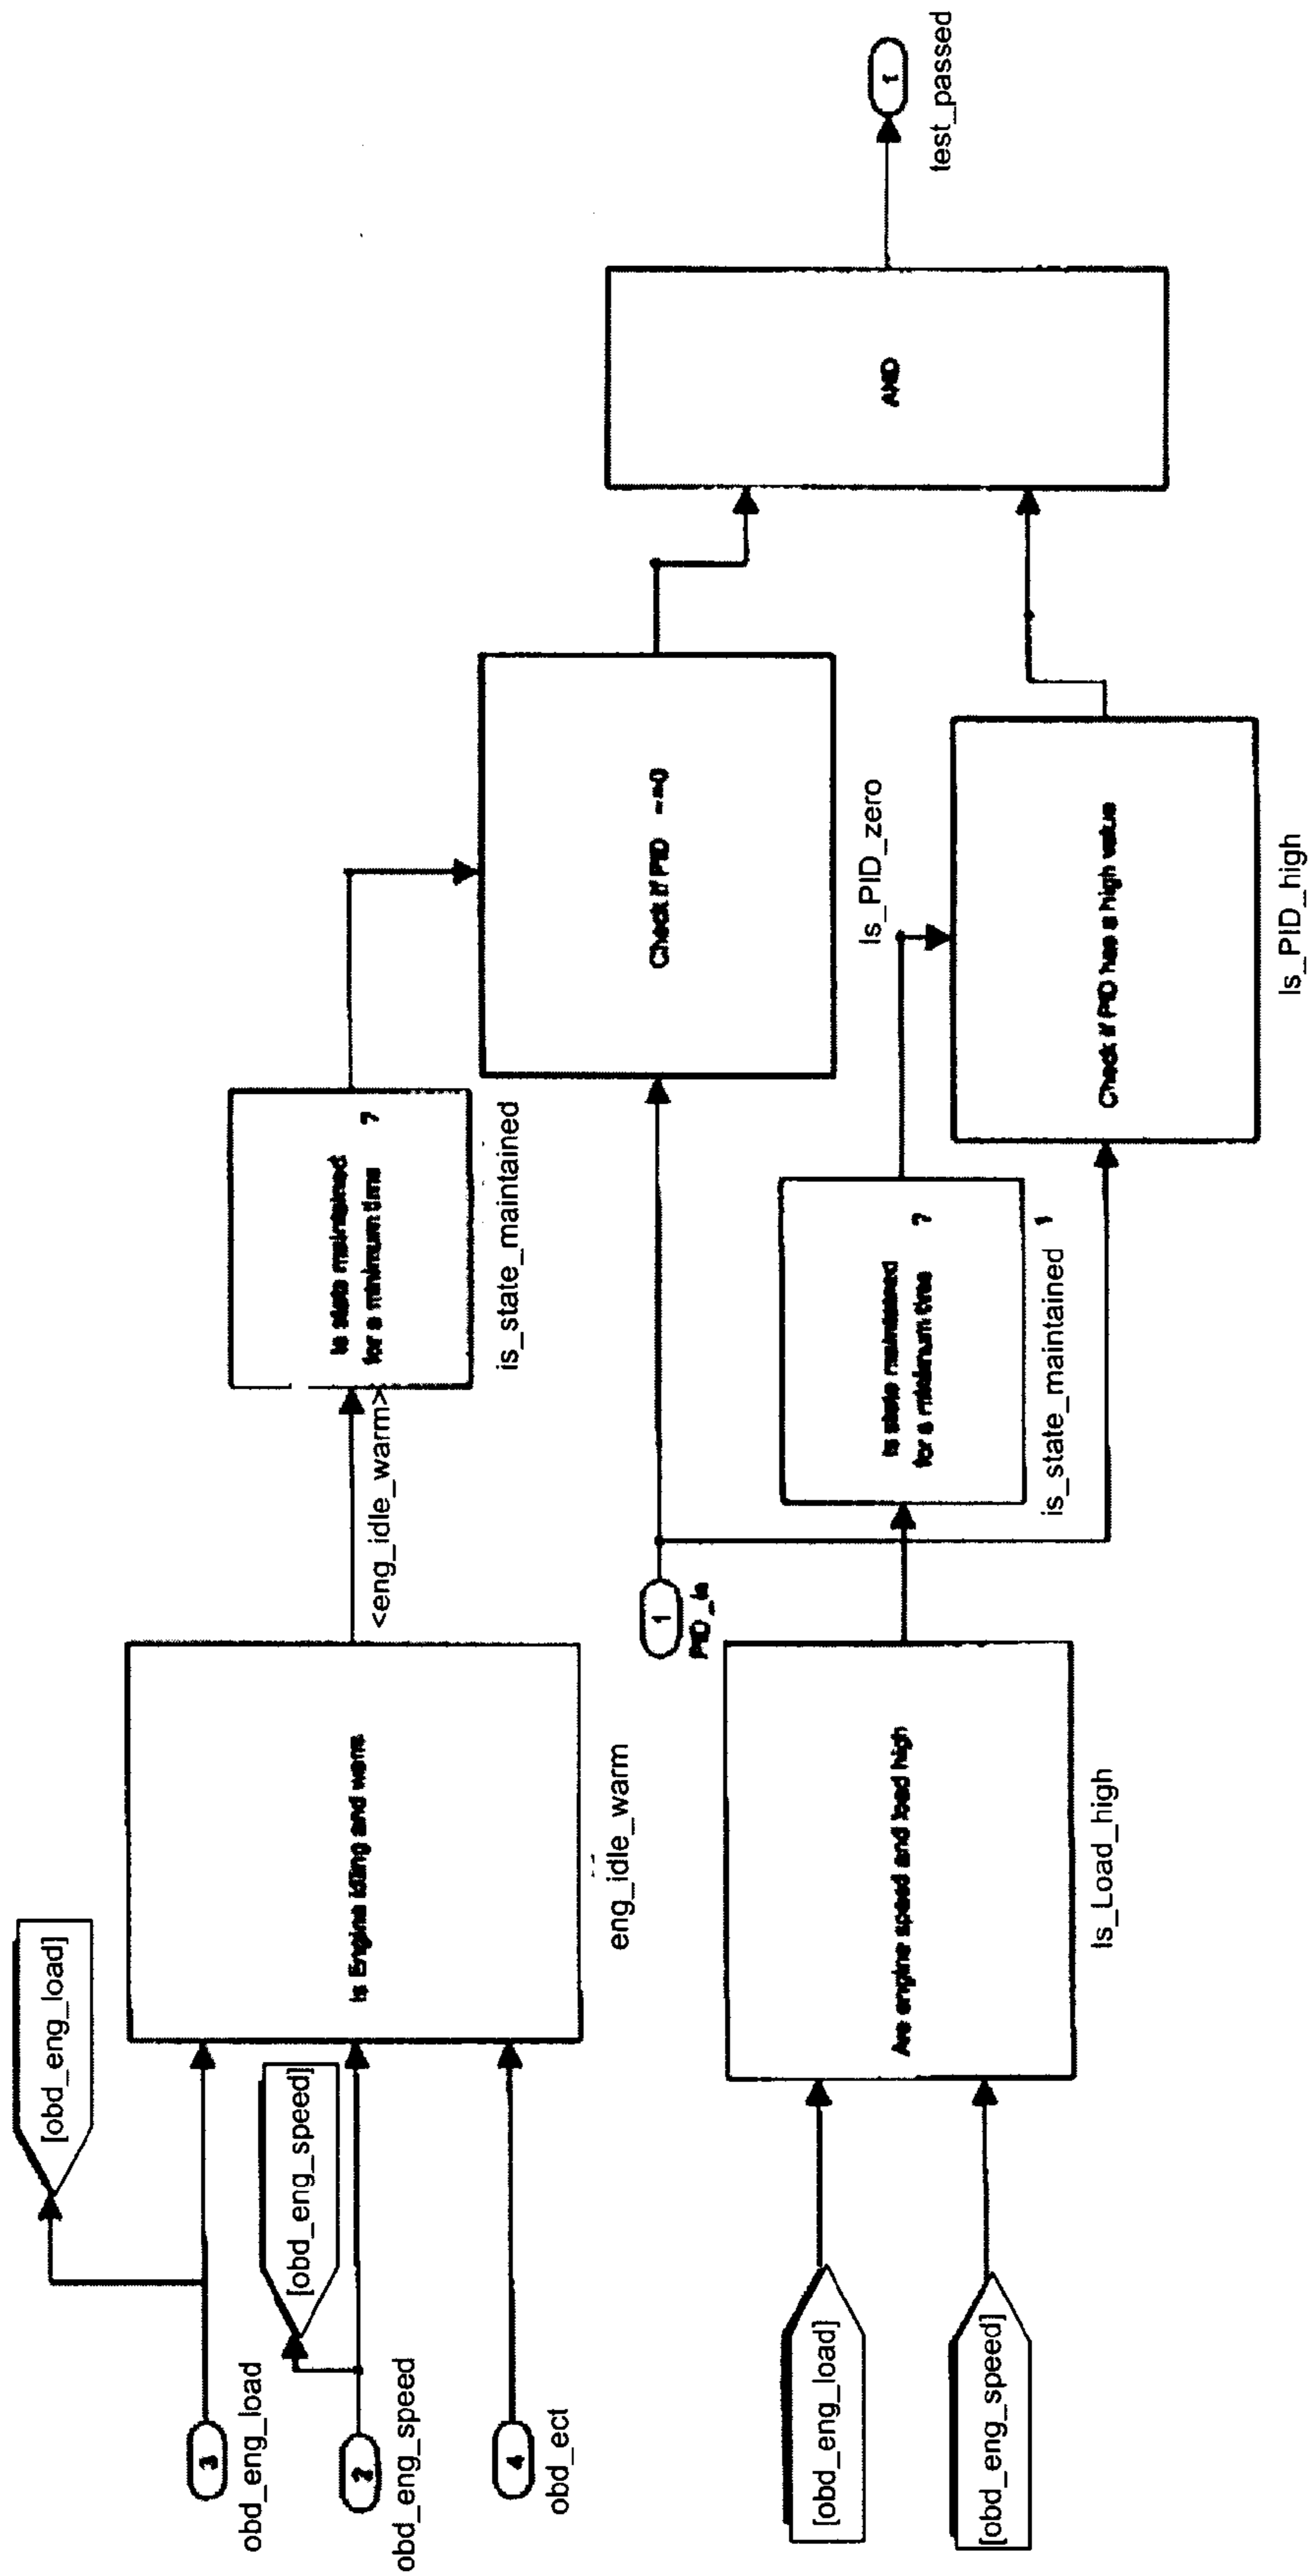 [obd_eng_load]
3
obd_eng_load
[obd_eng_speed]
2
obd_eng_speed
4
obd_ect
Is Engine idling and warm
eng_idle_warm
<eng_idle_warm>
Is state maintained
for a minimum time ?
is_state_maintained
1
PID_is
Check if PID ==0
Is_PID_zero
[obd_eng_load]
[obd_eng_speed]
Are engine speed and load high
Is_Load_high
Is state maintained
for a minimum time ?
is_state_maintained 1
Check if PID has a high value
Is_PID_high
AND
1
test_passed